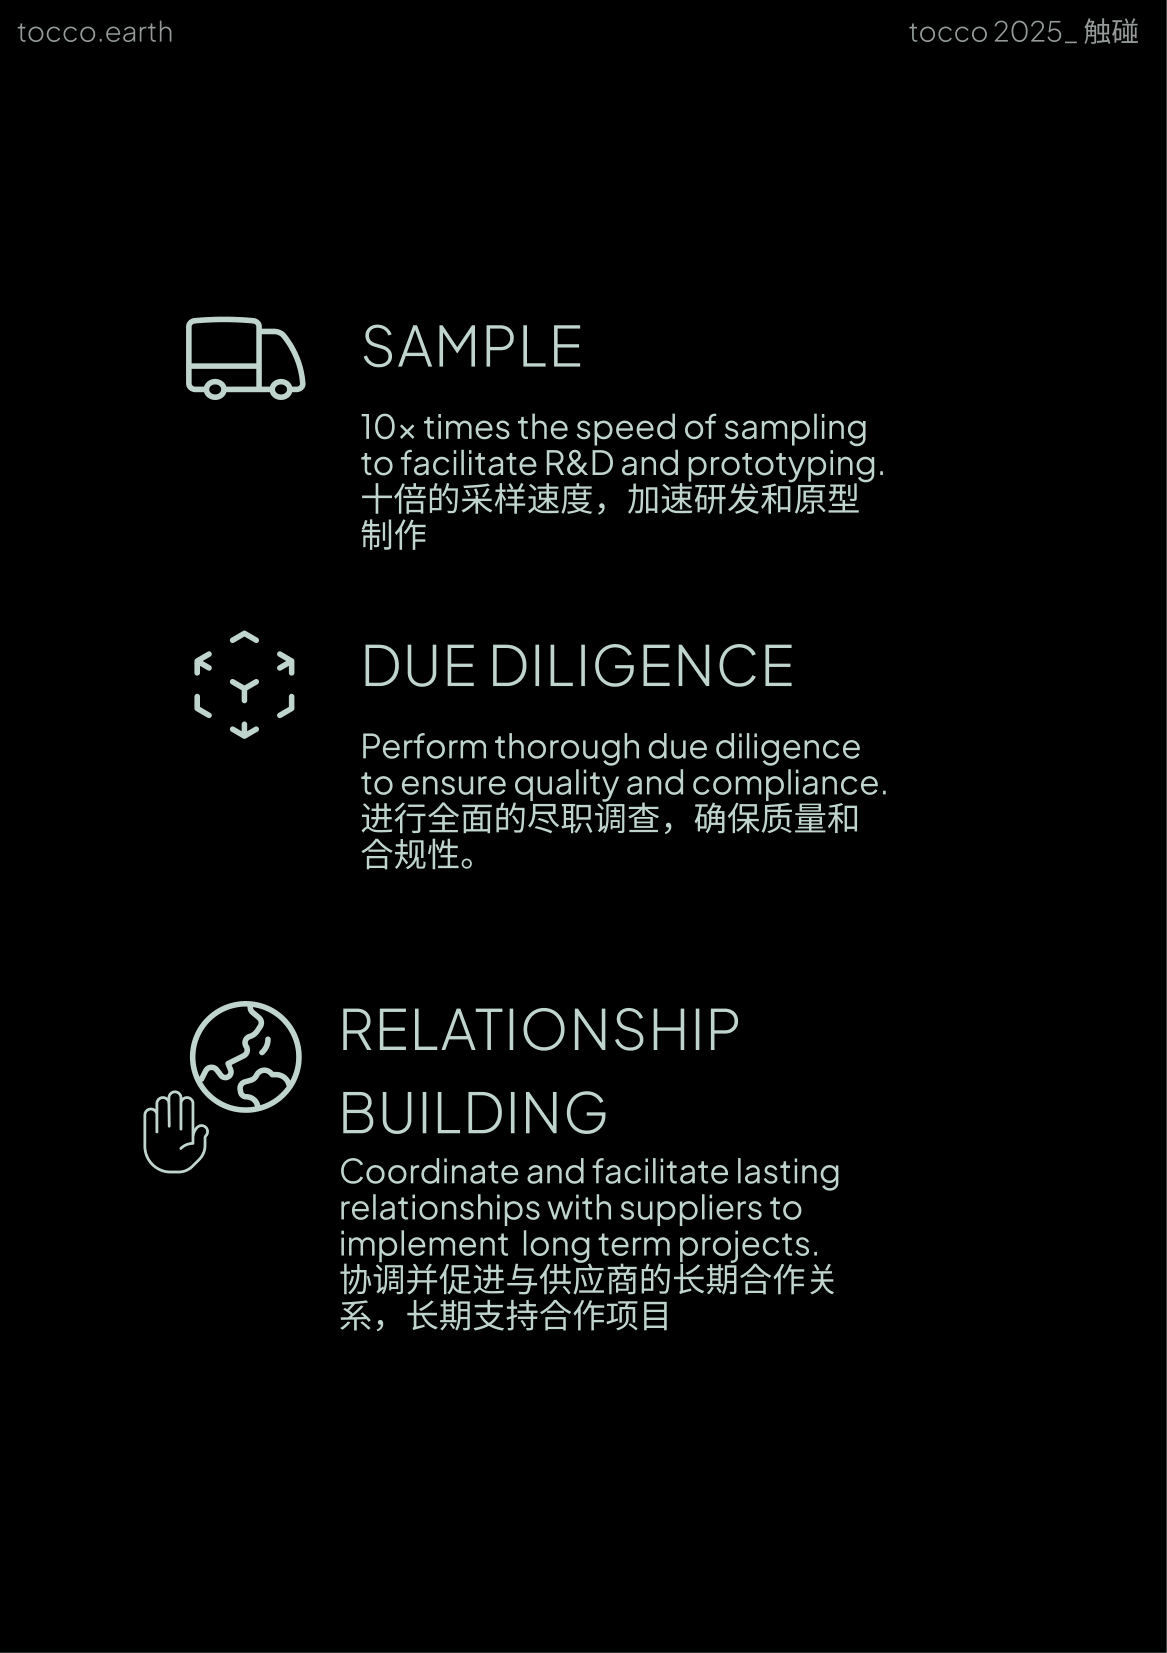 tocco.earth
tocco 2025_ 触碰
SAMPLE
10x times the speed of sampling
to facilitate R&D and prototyping.
十倍的采样速度，加速研发和原型
制作
DUE DILIGENCE
Perform thorough due diligence
to ensure quality and compliance.
进行全面的尽职调查，确保质量和
合规性。
RELATIONSHIP
BUILDING
Coordinate and facilitate lasting
relationships with suppliers to
implement  long term projects.
协调并促进与供应商的长期合作关
系，长期支持合作项目